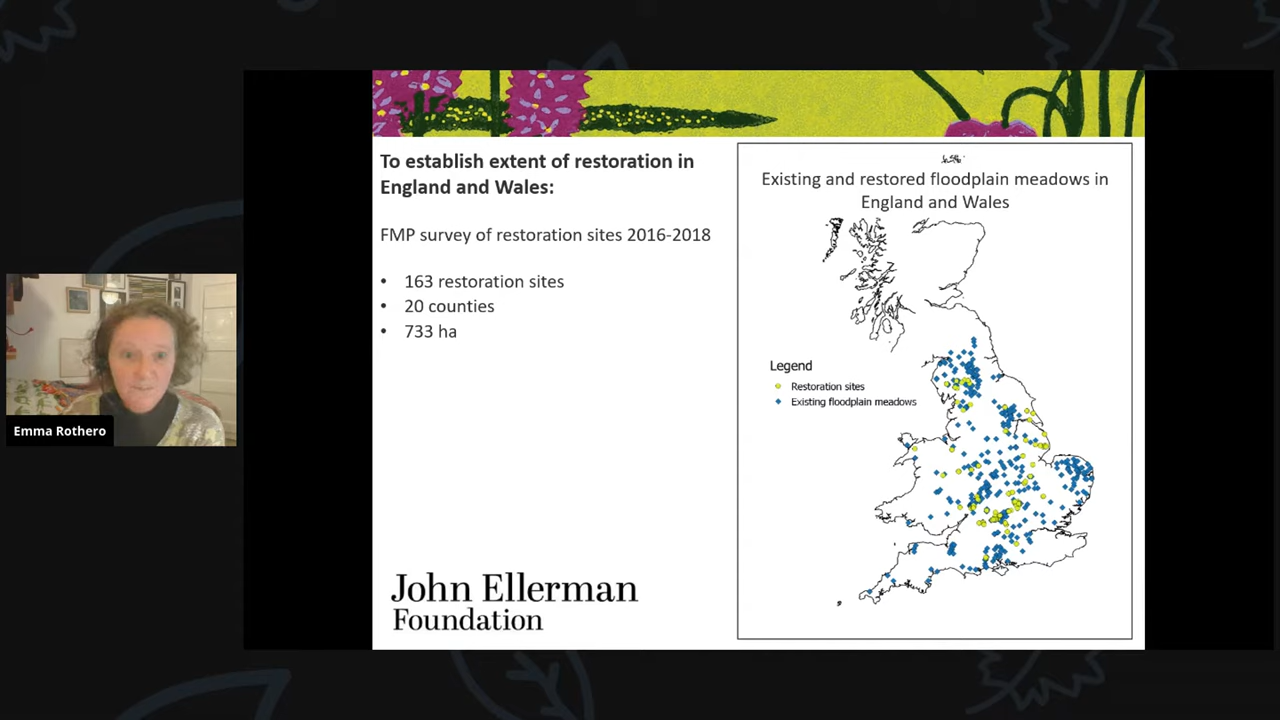 To establish extent of restoration in
England and Wales:
FMP survey of restoration sites 2016-2018
• 163 restoration sites
• 20 counties
• 733 ha
John Ellerman
Foundation
Existing and restored floodplain meadows in
England and Wales
Legend
Restoration sites
Existing floodplain meadows
Emma Rothero